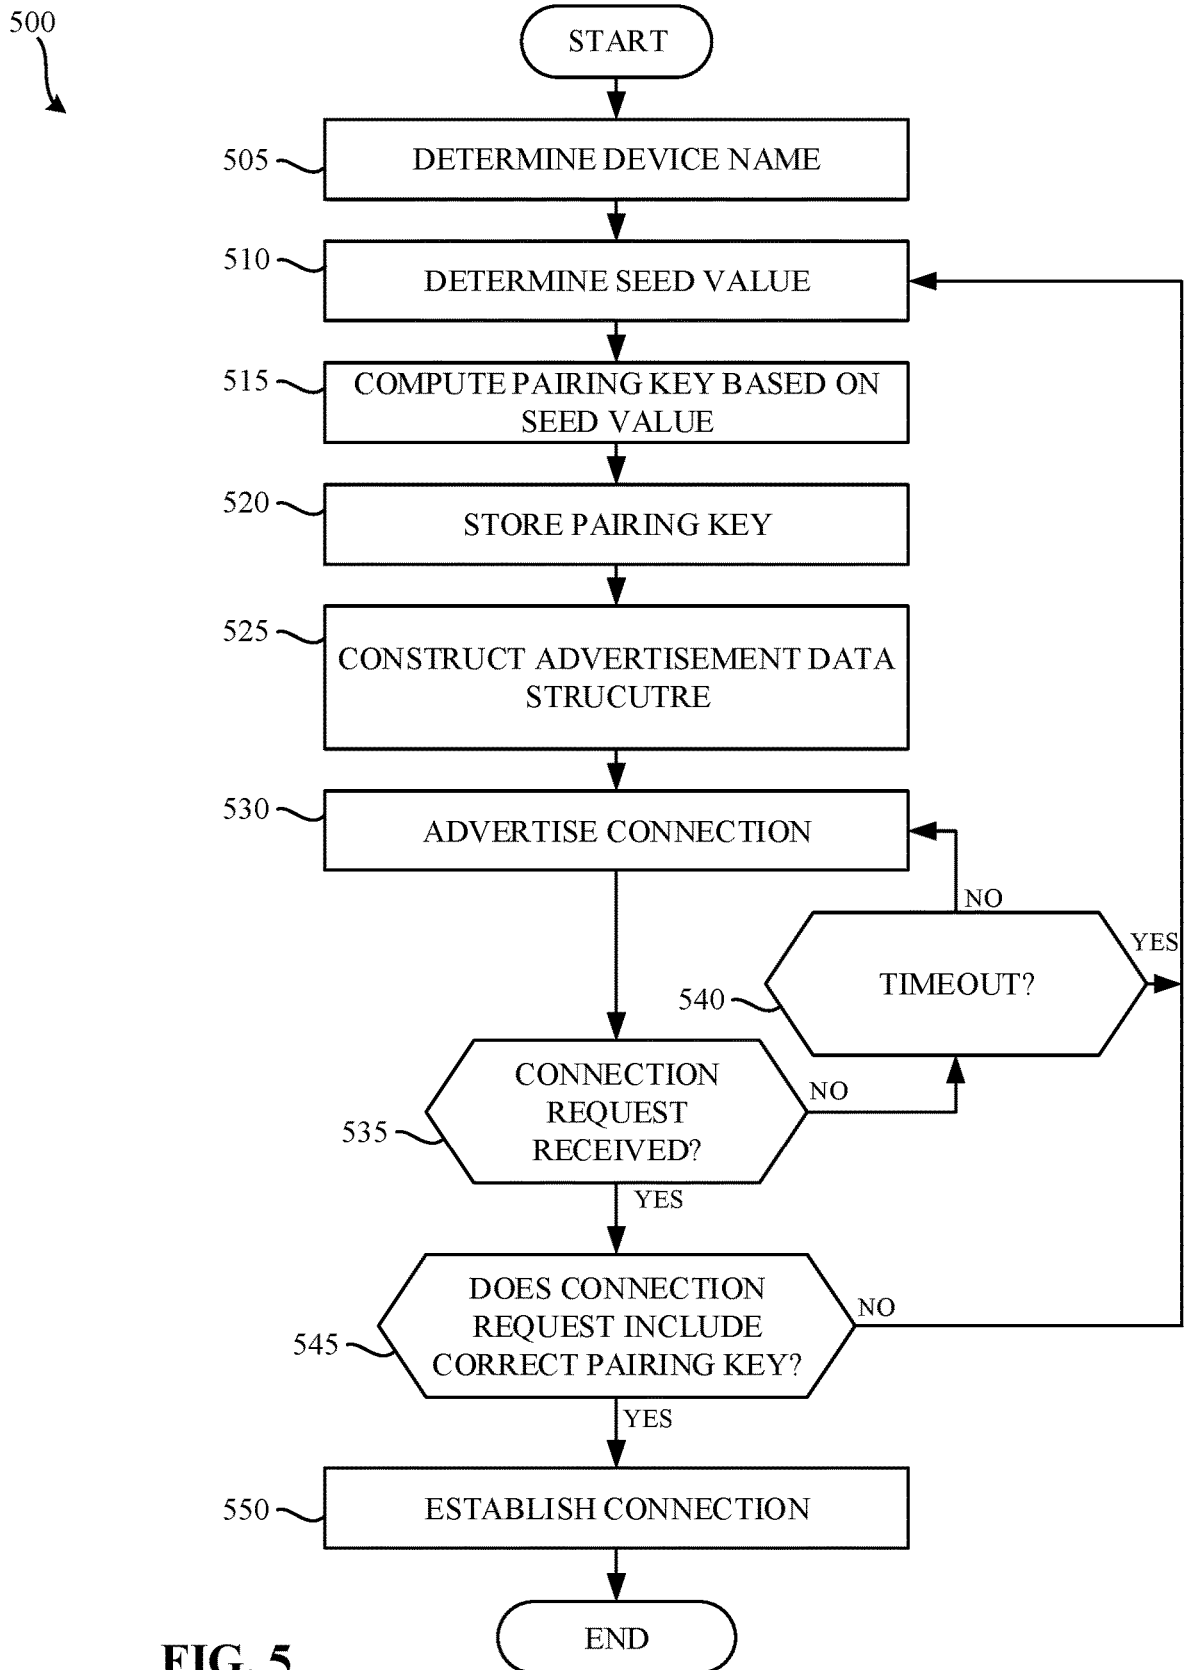 500
START
505
DETERMINE DEVICE NAME
510
DETERMINE SEED VALUE
515
COMPUTE PAIRING KEY BASED ON
SEED VALUE
520
STORE PAIRING KEY
525
CONSTRUCT ADVERTISEMENT DATA
STRUCUTRE
530
ADVERTISE CONNECTION
NO
YES
TIMEOUT?
540
CONNECTION
REQUEST
RECEIVED?
NO
535
YES
DOES CONNECTION
REQUEST INCLUDE
CORRECT PAIRING KEY?
NO
545
YES
550
ESTABLISH CONNECTION
END
FIG. 5